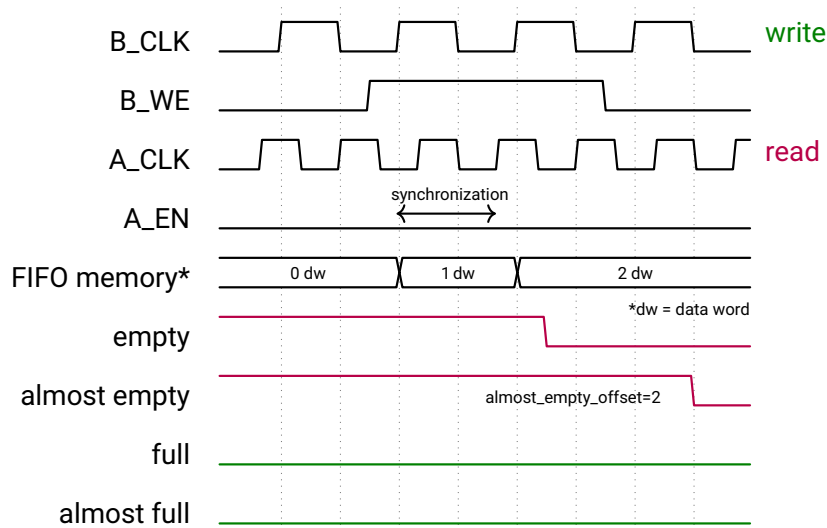 B_CLK
write
B_WE
A_CLK
read
synchronization
A_EN
FIFO memory*
0 dw
1 dw
2 dw
*dw = data word
empty
almost empty
almost_empty_offset=2
full
almost full